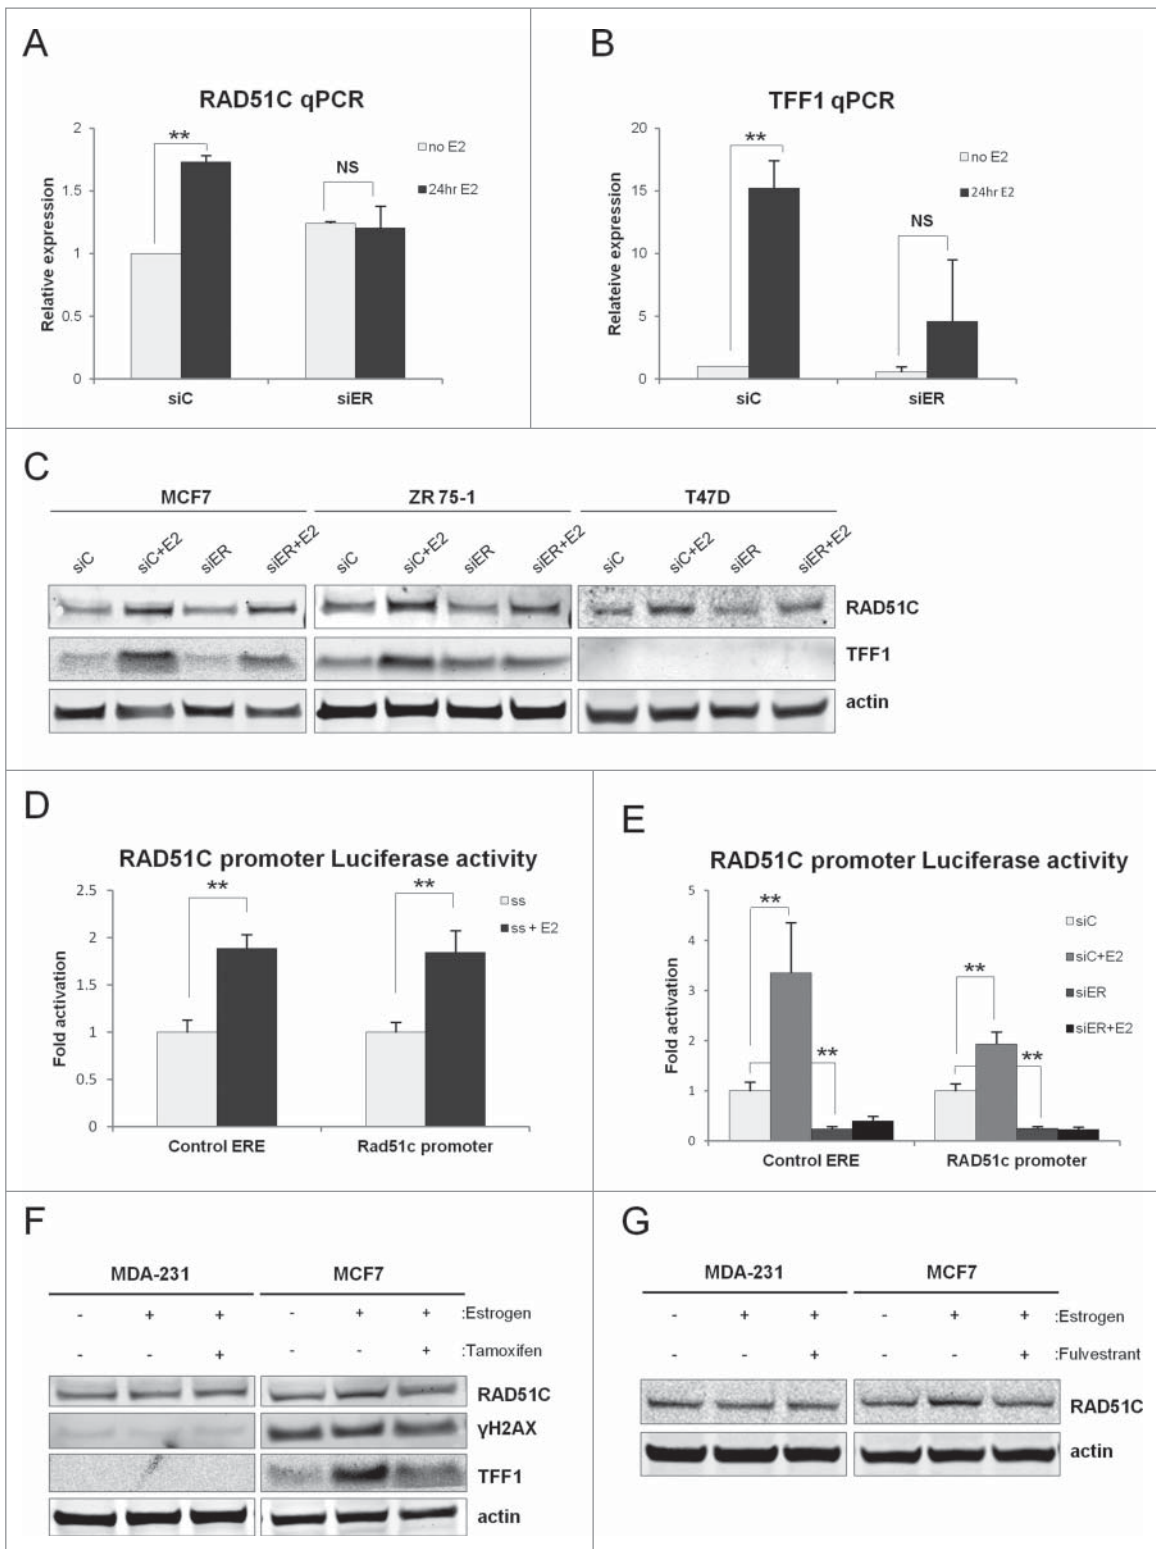 A
RAD51C qPCR
Relative expression
2
1.5
1
0.5
0
**
NS
no E2
24hr E2
siC
siER
B
TFF1 qPCR
Relateive expression
20
15
10
5
0
**
NS
no E2
24hr E2
siC
siER
C
MCF7 ZR 75-1 T47D
siC siC+E2 siER siER+E2 siC siC+E2 siER siER+E2 siC siC+E2 siER siER+E2
RAD51C
TFF1
actin
D
RAD51C promoter Luciferase activity
Fold activation
2.5
2
1.5
1
0.5
0
** **
ss
ss + E2
Control ERE Rad51c promoter
E
RAD51C promoter Luciferase activity
Fold activation
5
4
3
2
1
0
** **
** **
siC
siC+E2
siER
siER+E2
Control ERE RAD51c promoter
F
MDA-231 MCF7
- + + - + + :Estrogen
- - + - - + :Tamoxifen
RAD51C
γH2AX
TFF1
actin
G
MDA-231 MCF7
- + + - + + :Estrogen
- - + - - + :Fulvestrant
RAD51C
actin